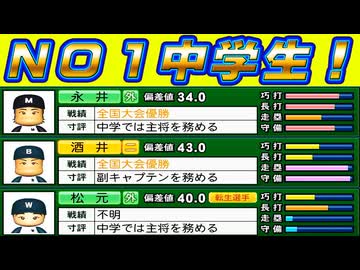 NO1中学生！
M 永井 外 偏差値 34.0 巧打
戦績 全国大会優勝 長打
走塁
寸評 中学では主将を務める 守備
B 酒井 偏差値 43.0 巧打
戦績 全国大会優勝 長打
走塁
寸評 副キャプテンを務める 守備
W 松元 外 偏差値 40.0 転生選手 巧打
戦績 不明 長打
走塁
寸評 中学では主将を務める 守備